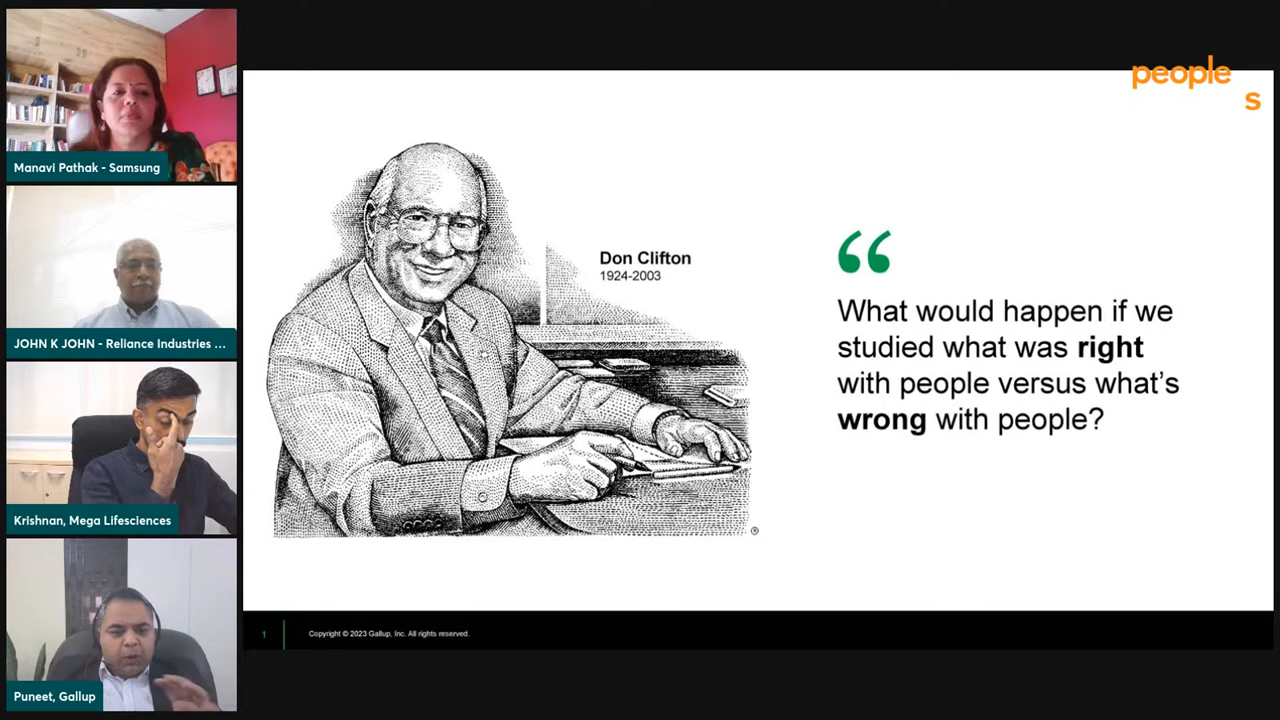 Manavi Pathak - Samsung
JOHN K JOHN - Reliance Industries ...
Krishnan, Mega Lifesciences
Puneet, Gallup
people
s
Don Clifton
1924-2003
“
What would happen if we
studied what was right
with people versus what’s
wrong with people?
®
1
Copyright © 2023 Gallup, Inc. All rights reserved.